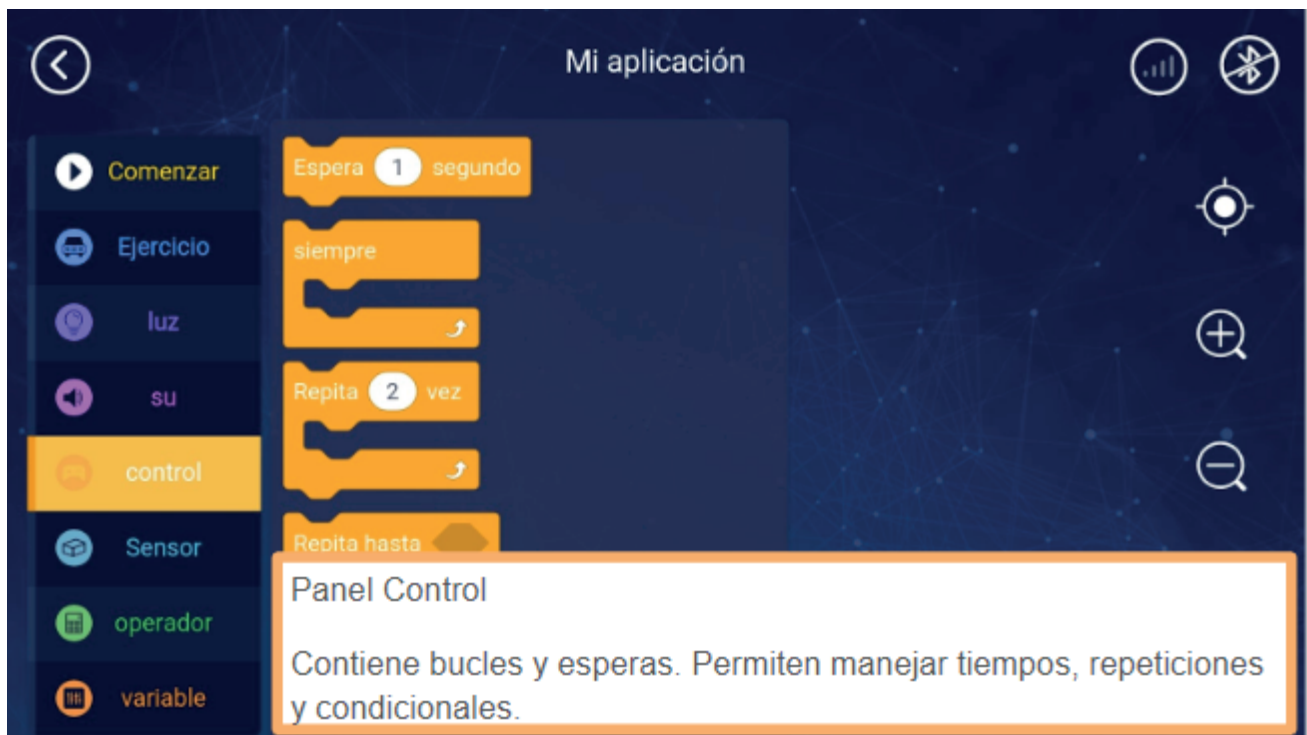 Mi aplicación
Comenzar
Ejercicio
luz
su
control
Sensor
operador
variable
Espera 1 segundo
siempre
Repita 2 vez
Repita hasta
Panel Control
Contiene bucles y esperas. Permiten manejar tiempos, repeticiones
y condicionales.